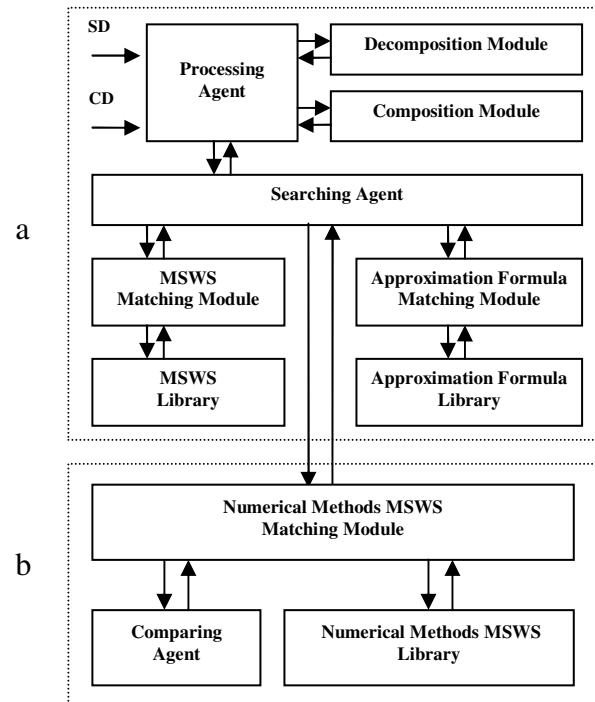 SD
Processing
Agent
Decomposition Module
CD
Composition Module
Searching Agent
a
MSWS
Matching Module
Approximation Formula
Matching Module
MSWS
Library
Approximation Formula
Library
b
Numerical Methods MSWS
Matching Module
Comparing
Agent
Numerical Methods MSWS
Library